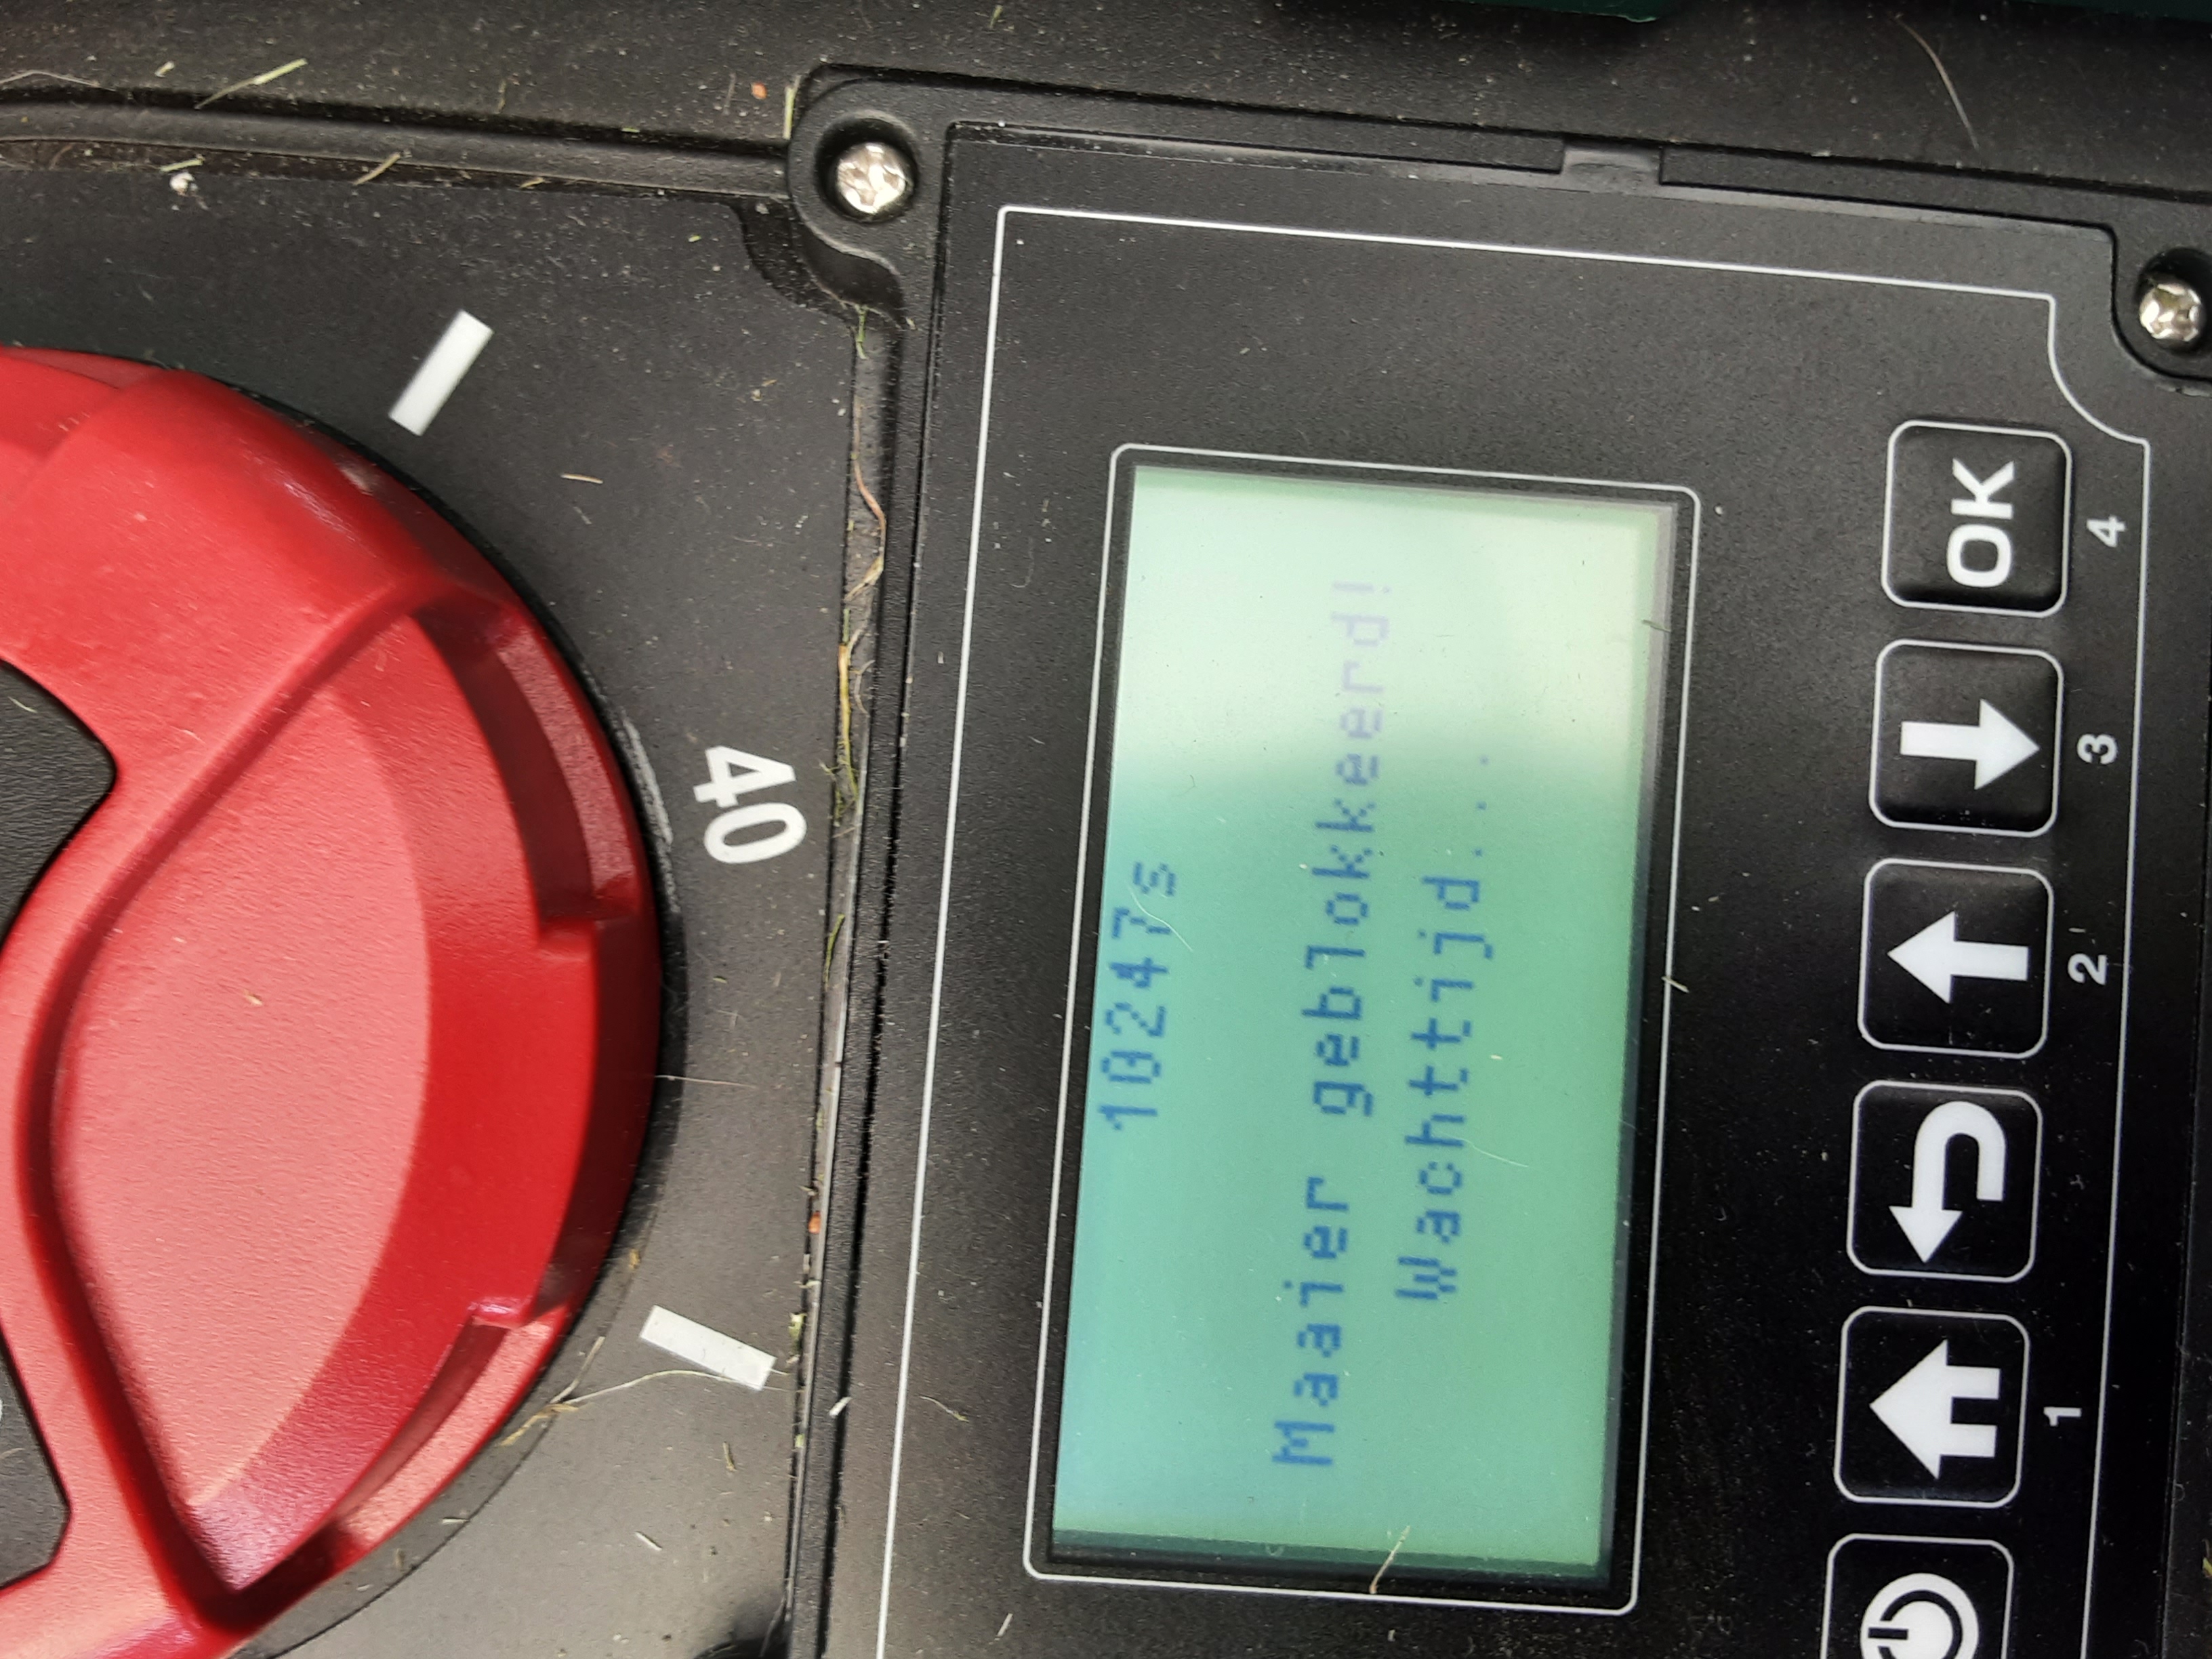 10247s
Maaier geblokkeerd!
Wachttijd...
40
OK
1
2
3
4